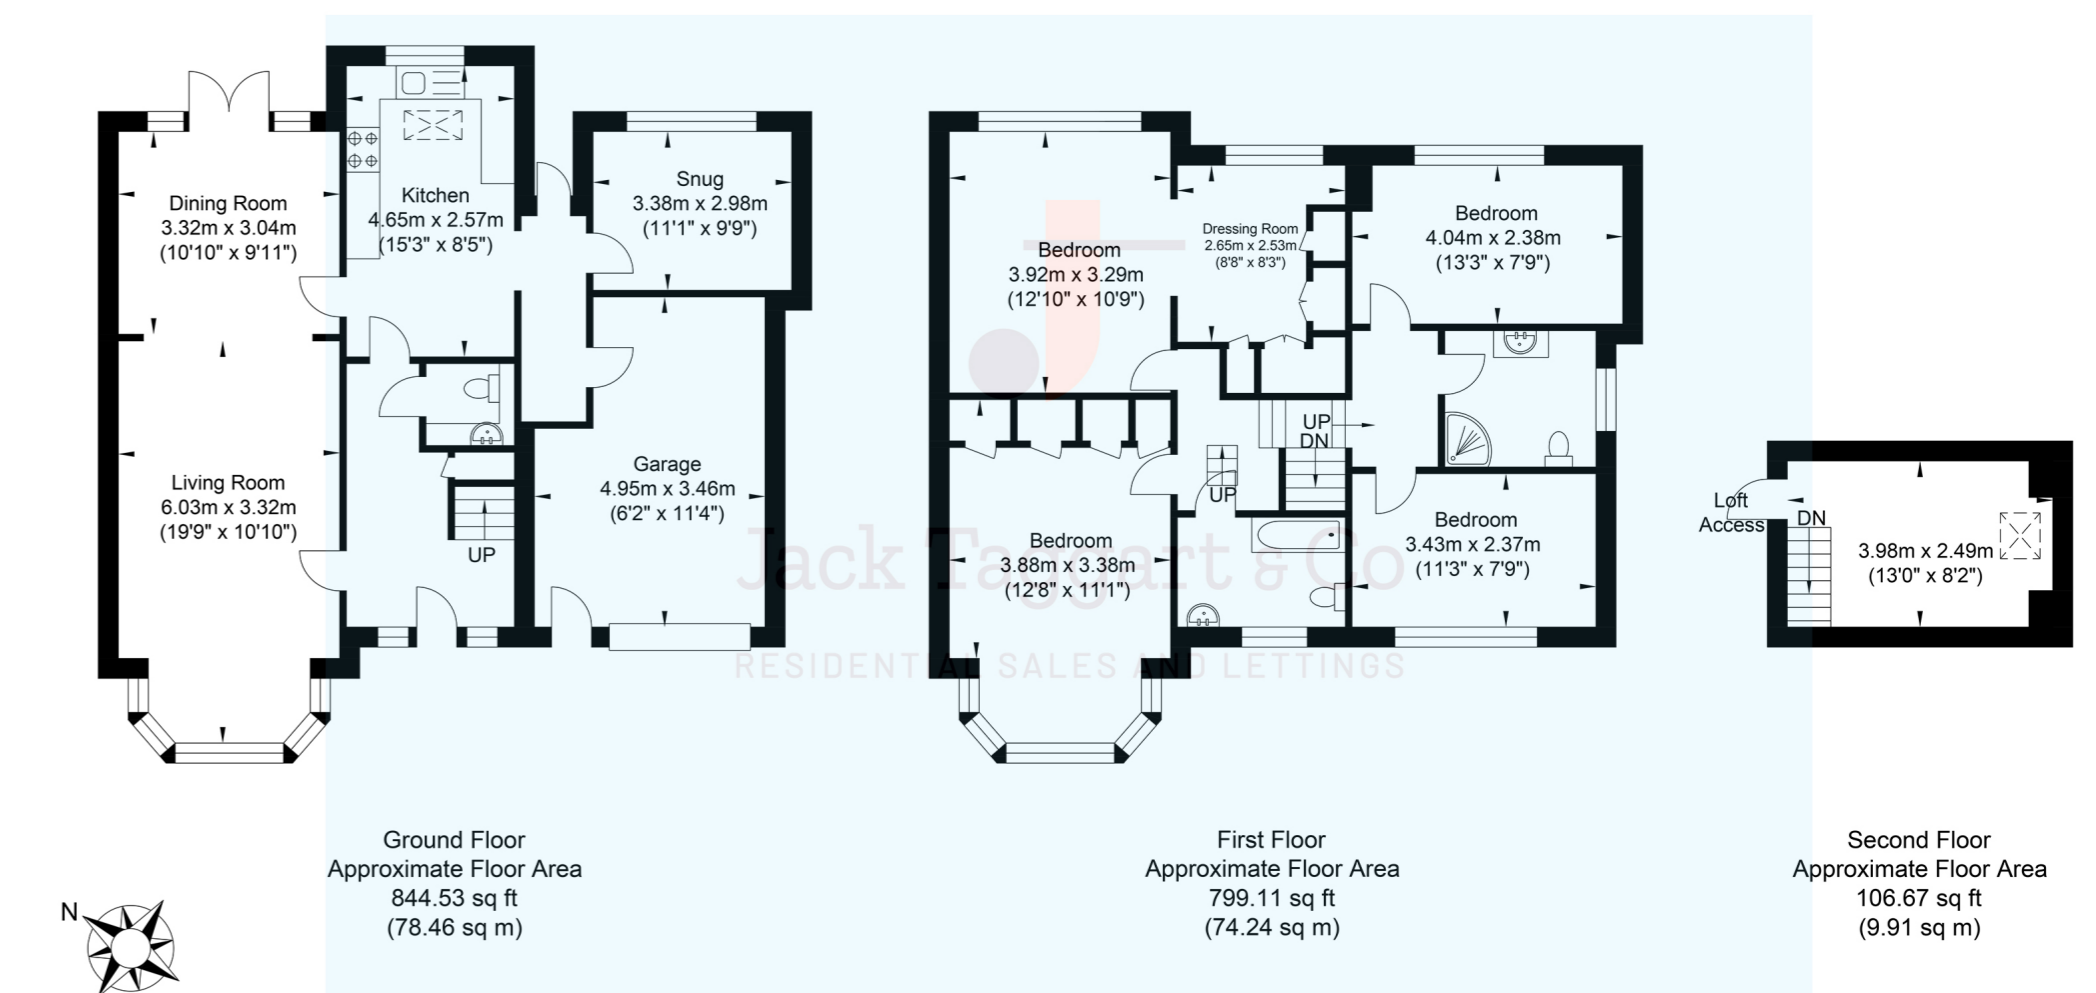 Dining Room
3.32m x 3.04m
(10'10" x 9'11")
Kitchen
4.65m x 2.57m
(15'3" x 8'5")
Snug
3.38m x 2.98m
(11'1" x 9'9")
Living Room
6.03m x 3.32m
(19'9" x 10'10")
UP
Garage
4.95m x 3.46m
(6'2" x 11'4")
Bedroom
3.92m x 3.29m
(12'10" x 10'9")
Dressing Room
2.65m x 2.53m
(8'8" x 8'3")
Bedroom
4.04m x 2.38m
(13'3" x 7'9")
UP
DN
UP
Bedroom
3.88m x 3.38m
(12'8" x 11'1")
Bedroom
3.43m x 2.37m
(11'3" x 7'9")
Loft
Access
DN
3.98m x 2.49m
(13'0" x 8'2")
Jack Taggart & Co
RESIDENTIAL SALES AND LETTINGS
Ground Floor
Approximate Floor Area
844.53 sq ft
(78.46 sq m)
First Floor
Approximate Floor Area
799.11 sq ft
(74.24 sq m)
Second Floor
Approximate Floor Area
106.67 sq ft
(9.91 sq m)
N